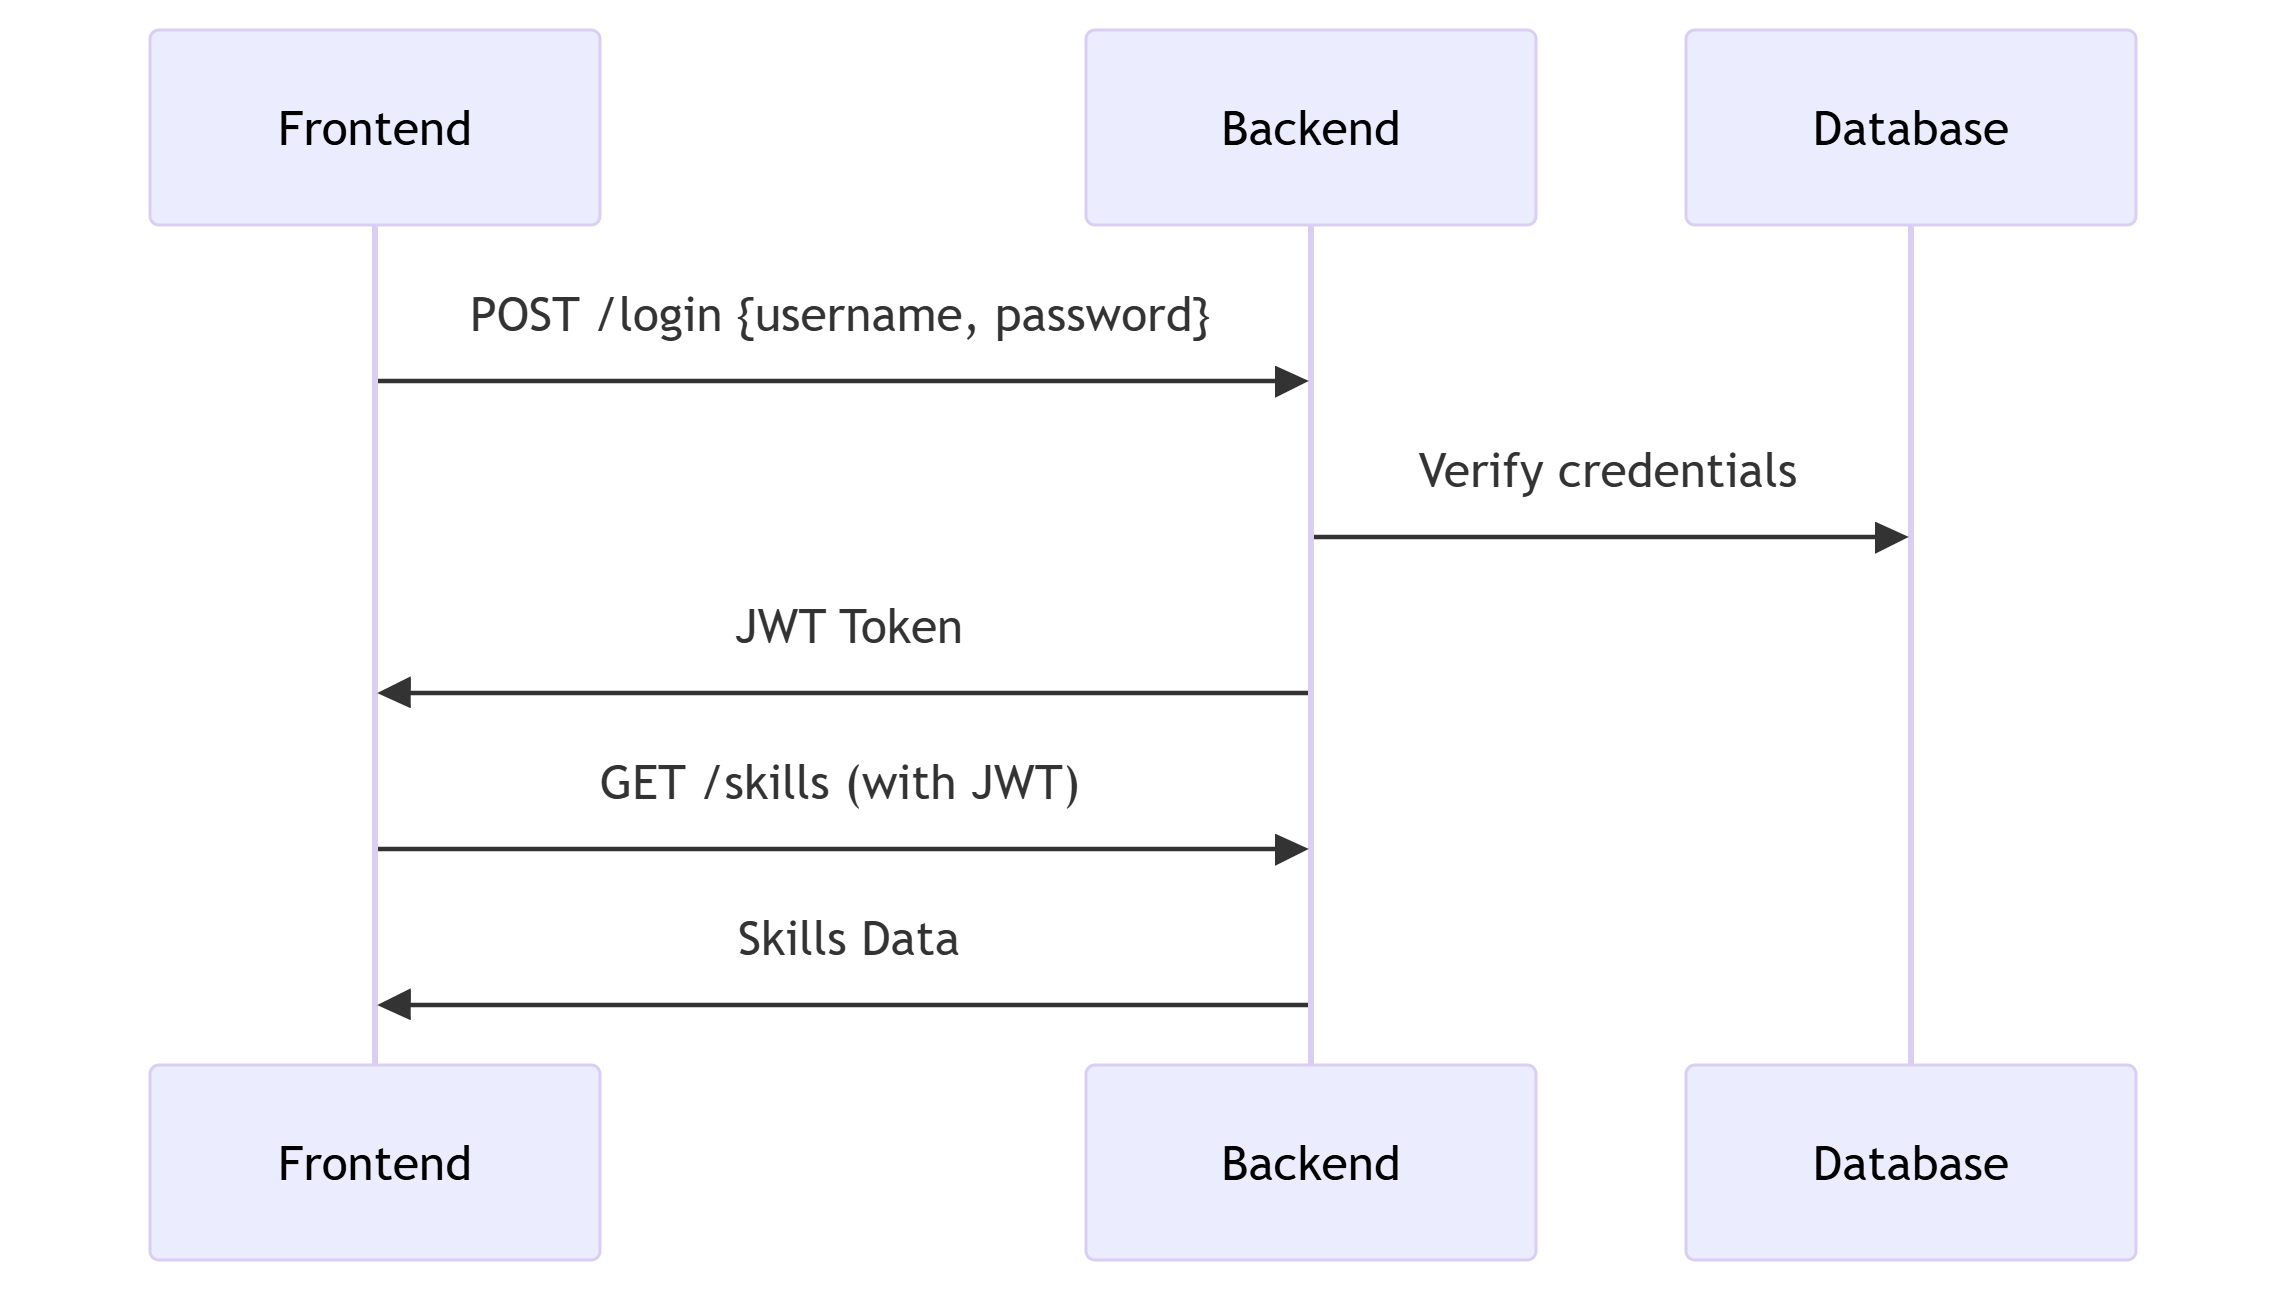 Frontend
Backend
Database
POST /login {username, password}
Verify credentials
JWT Token
GET /skills (with JWT)
Skills Data
Frontend
Backend
Database